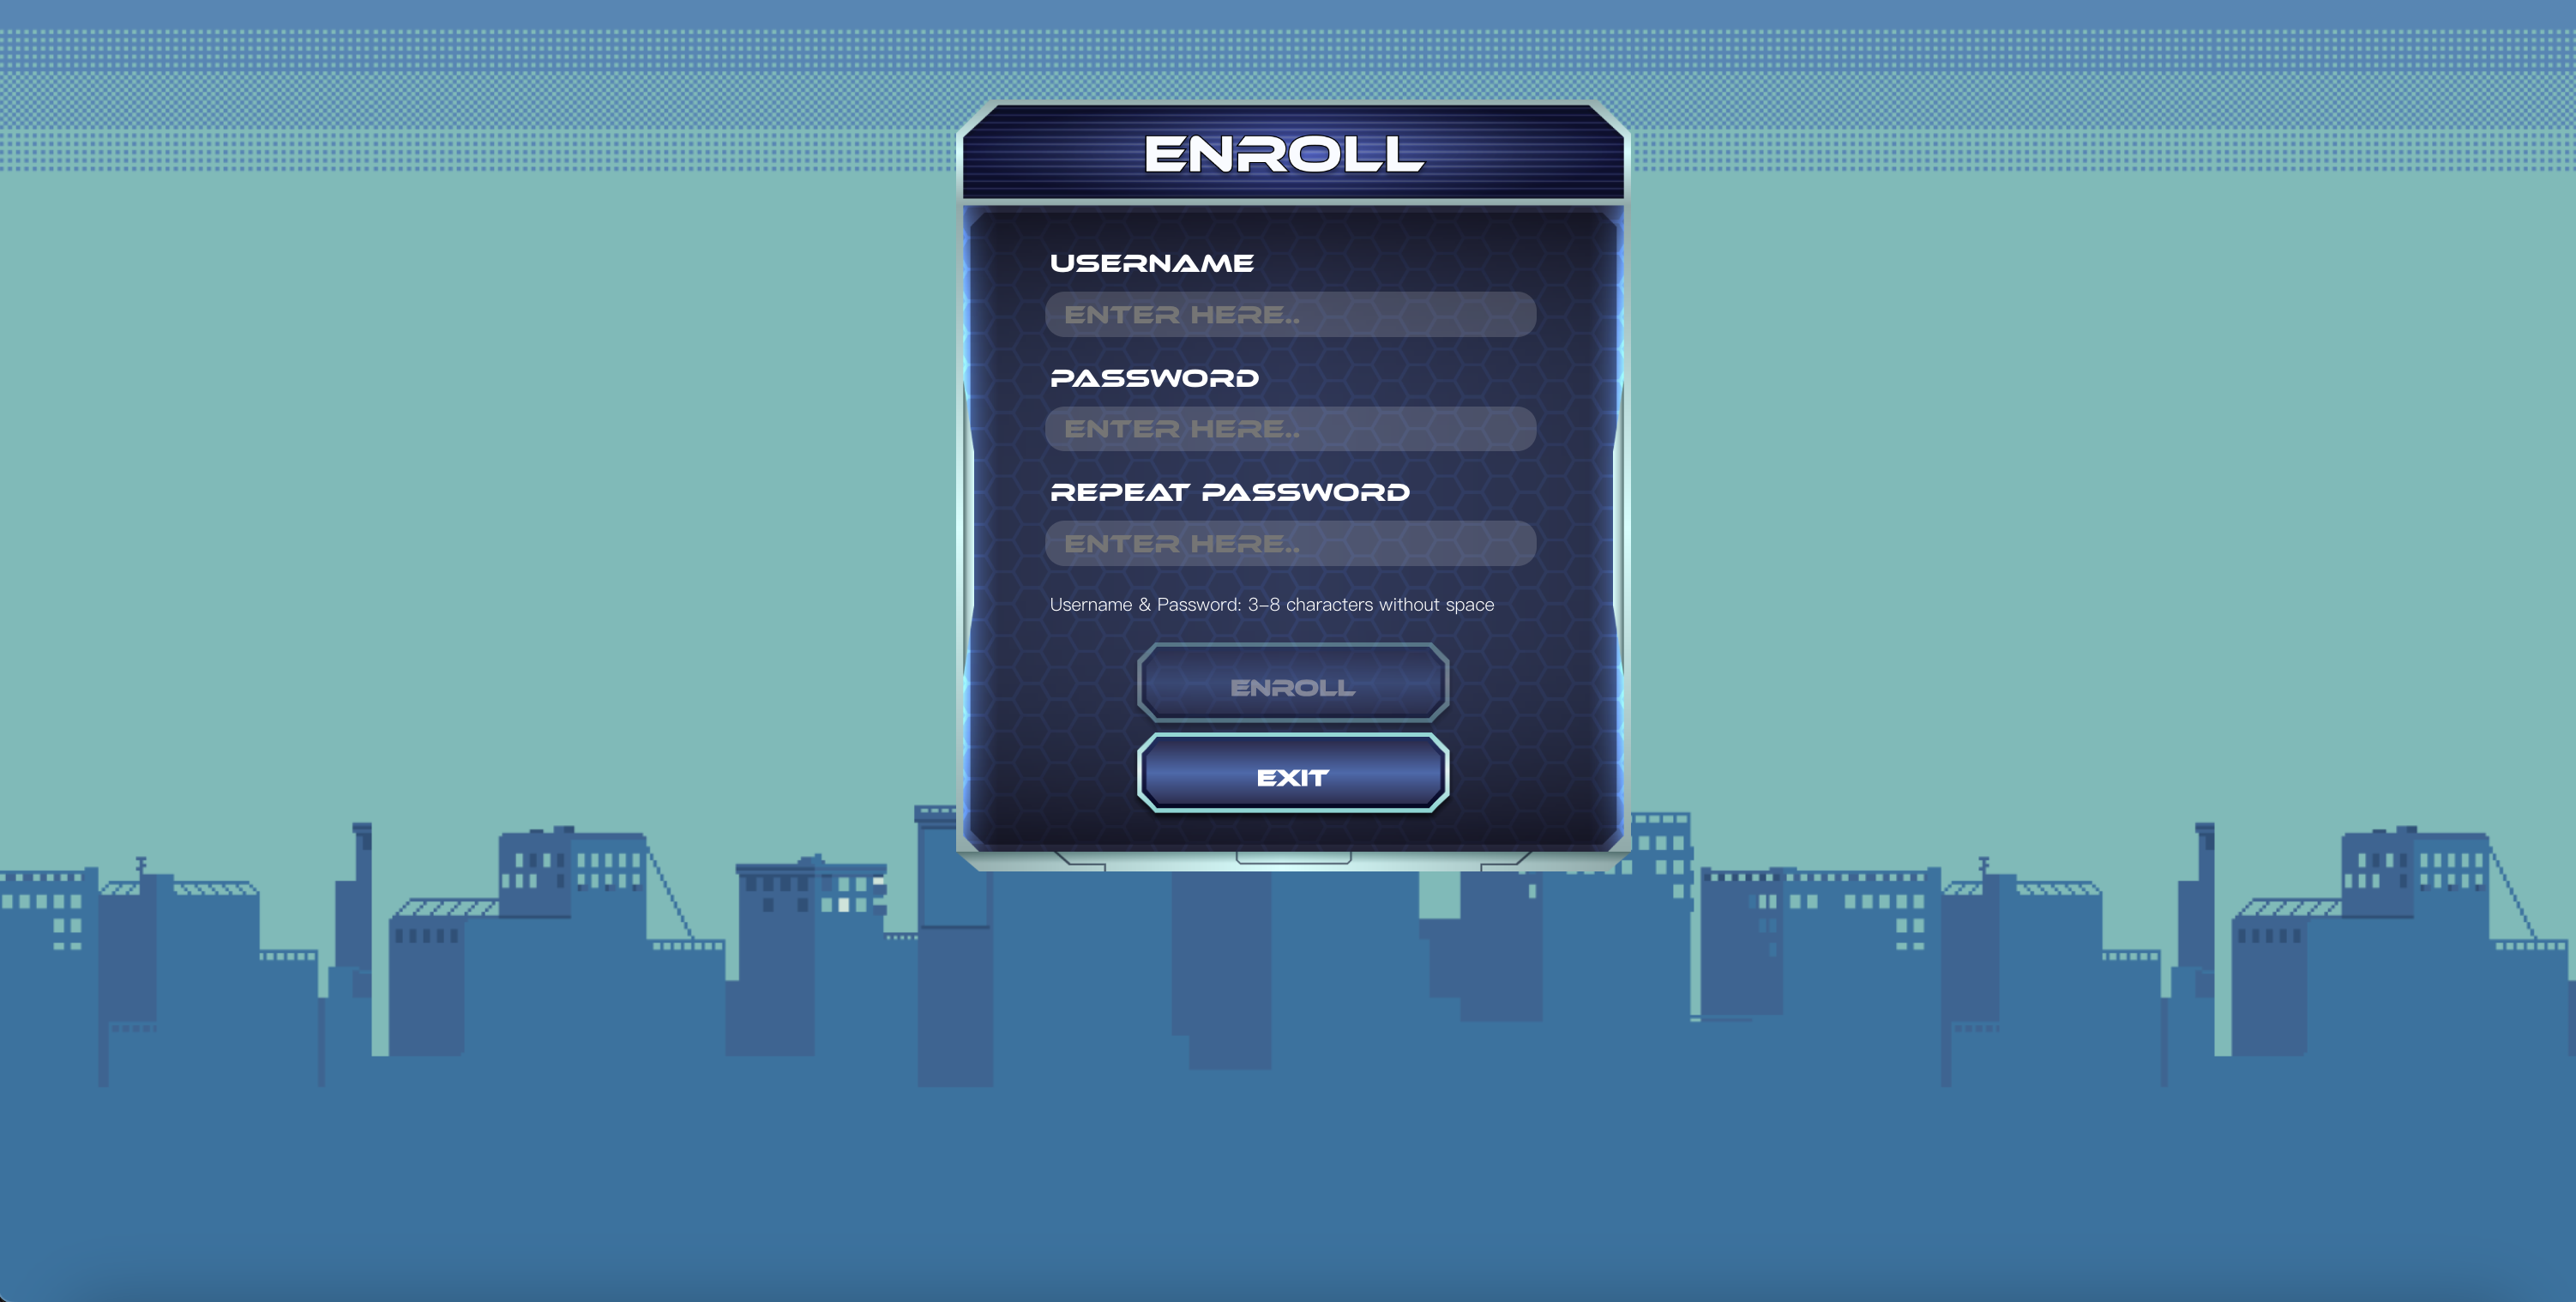 ENROLL
USERNAME
ENTER HERE..
PASSWORD
ENTER HERE..
REPEAT PASSWORD
ENTER HERE..
Username & Password: 3–8 characters without space
ENROLL
EXIT